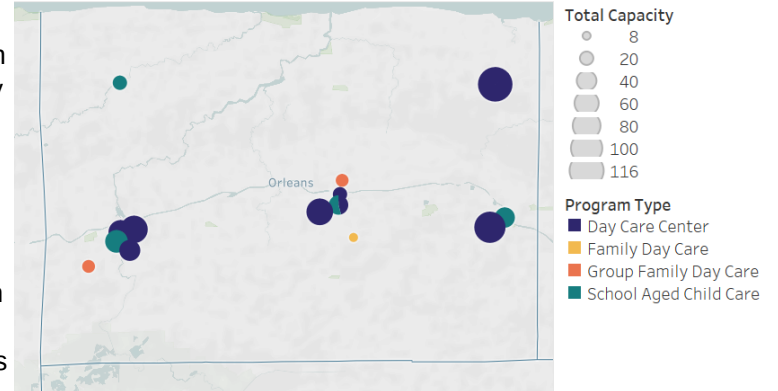 Orleans
Total Capacity
8
20
40
60
80
100
116
Program Type
Day Care Center
Family Day Care
Group Family Day Care
School Aged Child Care